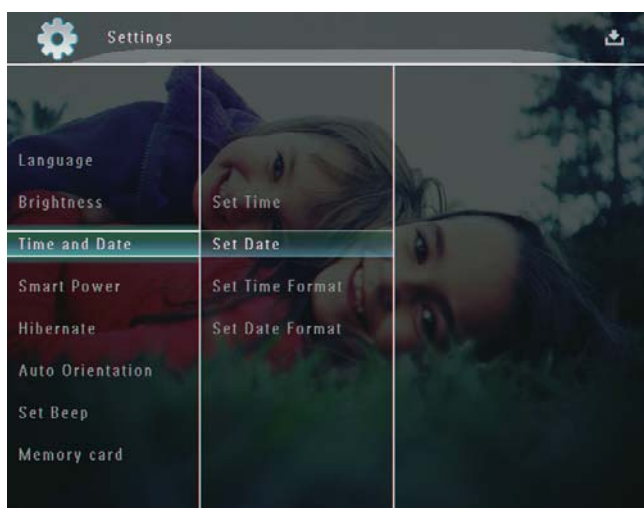 Settings
Language
Brightness
Time and Date
Smart Power
Hibernate
Auto Orientation
Set Beep
Memory card
Set Time
Set Date
Set Time Format
Set Date Format